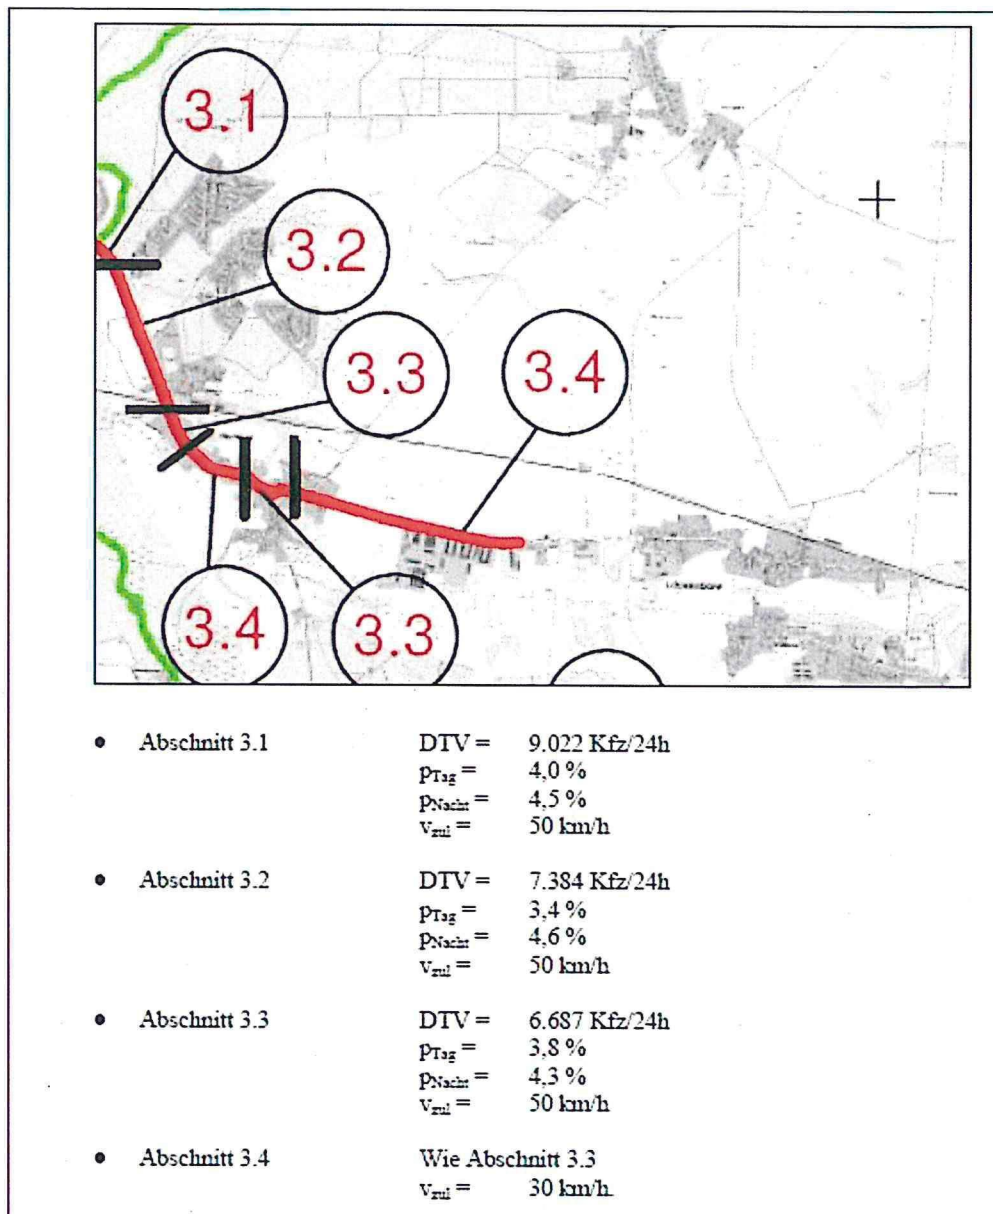 3.1
3.2
3.3
3.4
3.4
3.3
• Abschnitt 3.1 DTV = 9.022 Kfz/24h
pTag = 4,0 %
pNacht = 4,5 %
vzul = 50 km/h
• Abschnitt 3.2 DTV = 7.384 Kfz/24h
pTag = 3,4 %
pNacht = 4,6 %
vzul = 50 km/h
• Abschnitt 3.3 DTV = 6.687 Kfz/24h
pTag = 3,8 %
pNacht = 4,3 %
vzul = 50 km/h
• Abschnitt 3.4 Wie Abschnitt 3.3
vzul = 30 km/h.